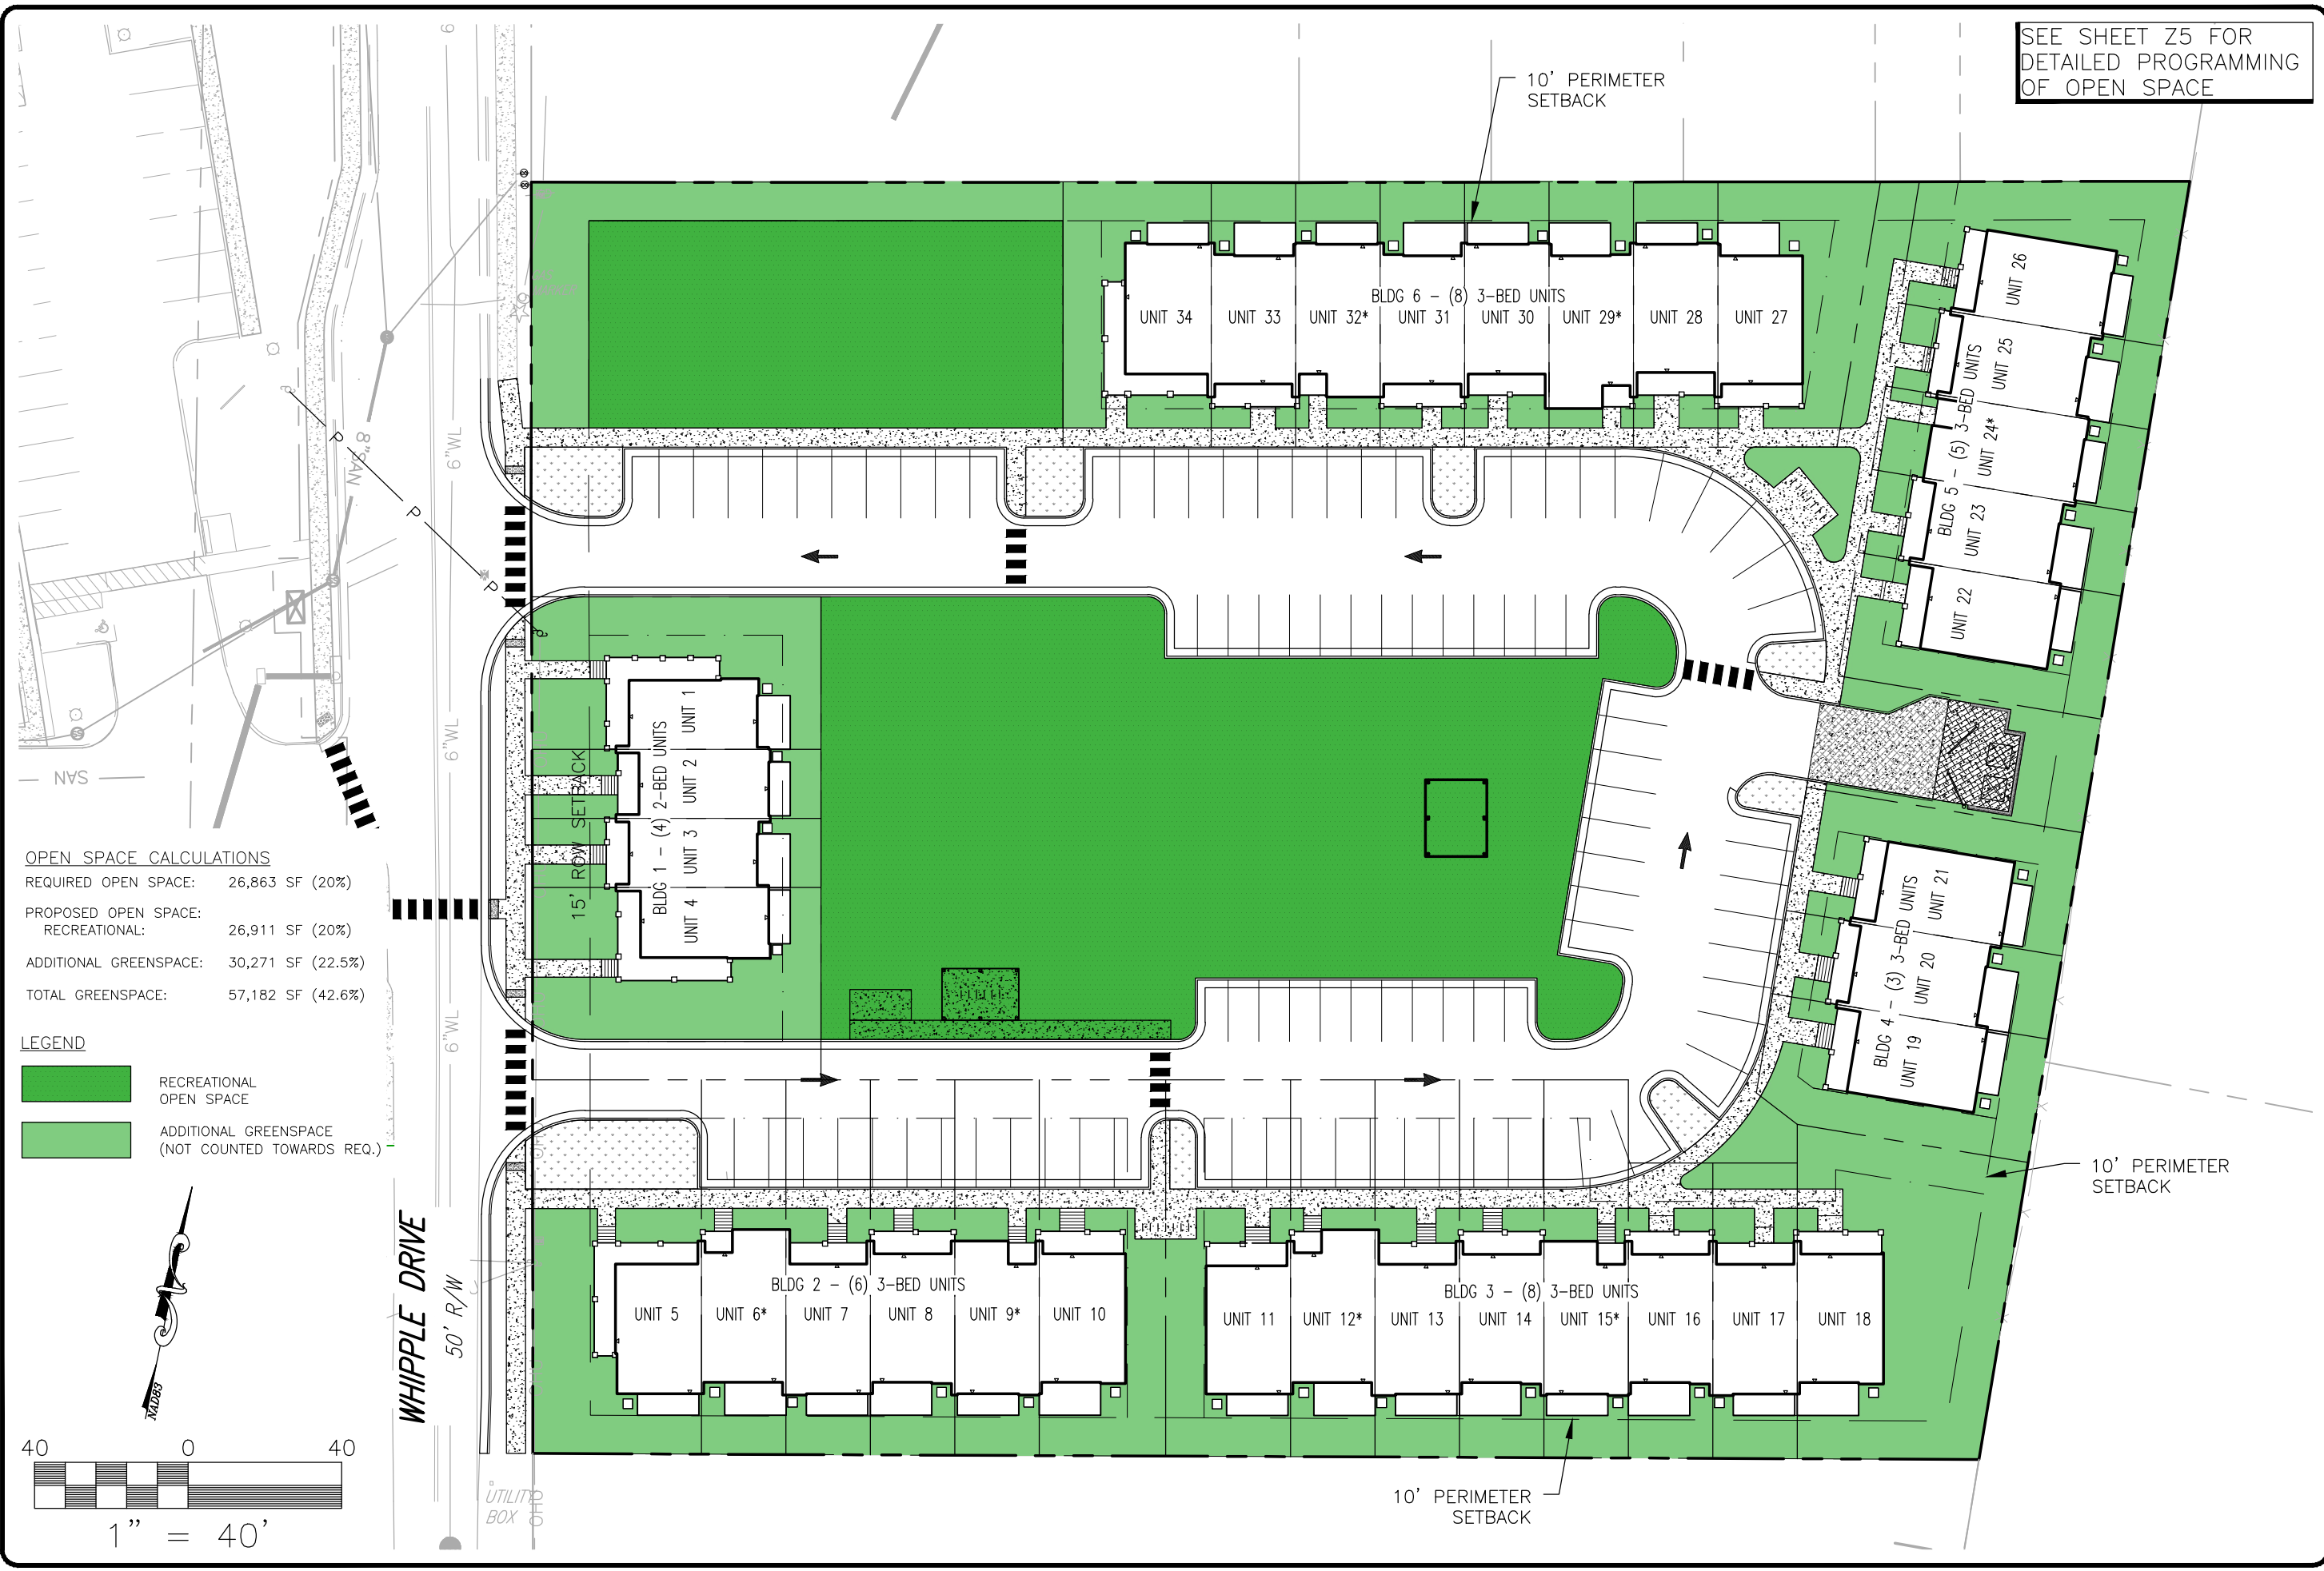 SEE SHEET Z5 FOR
DETAILED PROGRAMMING
OF OPEN SPACE
10' PERIMETER
SETBACK
UNIT 26
UNIT 25
UNIT 24*
UNIT 23
UNIT 22
BLDG 5 - (5) 3-BED UNITS
BLDG 6 - (8) 3-BED UNITS
UNIT 34
UNIT 33
UNIT 32*
UNIT 31
UNIT 30
UNIT 29*
UNIT 28
UNIT 27
8"SAN
6"WL
P
P
P
6"WL
6"WL
SAN
15' ROW SETBACK
BLDG 1 - (4) 2-BED UNITS
UNIT 1
UNIT 2
UNIT 3
UNIT 4
OPEN SPACE CALCULATIONS
REQUIRED OPEN SPACE: 26,863 SF (20%)
PROPOSED OPEN SPACE:
RECREATIONAL: 26,911 SF (20%)
ADDITIONAL GREENSPACE: 30,271 SF (22.5%)
TOTAL GREENSPACE: 57,182 SF (42.6%)
LEGEND
RECREATIONAL
OPEN SPACE
ADDITIONAL GREENSPACE
(NOT COUNTED TOWARDS REQ.)
BLDG 4 - (3) 3-BED UNITS
UNIT 21
UNIT 20
UNIT 19
10' PERIMETER
SETBACK
NAD83
WHIPPLE DRIVE
50' R/W
BLDG 2 - (6) 3-BED UNITS
UNIT 5
UNIT 6*
UNIT 7
UNIT 8
UNIT 9*
UNIT 10
BLDG 3 - (8) 3-BED UNITS
UNIT 11
UNIT 12*
UNIT 13
UNIT 14
UNIT 15*
UNIT 16
UNIT 17
UNIT 18
40 0 40
1" = 40'
UTILITY
BOX
OHU
10' PERIMETER
SETBACK